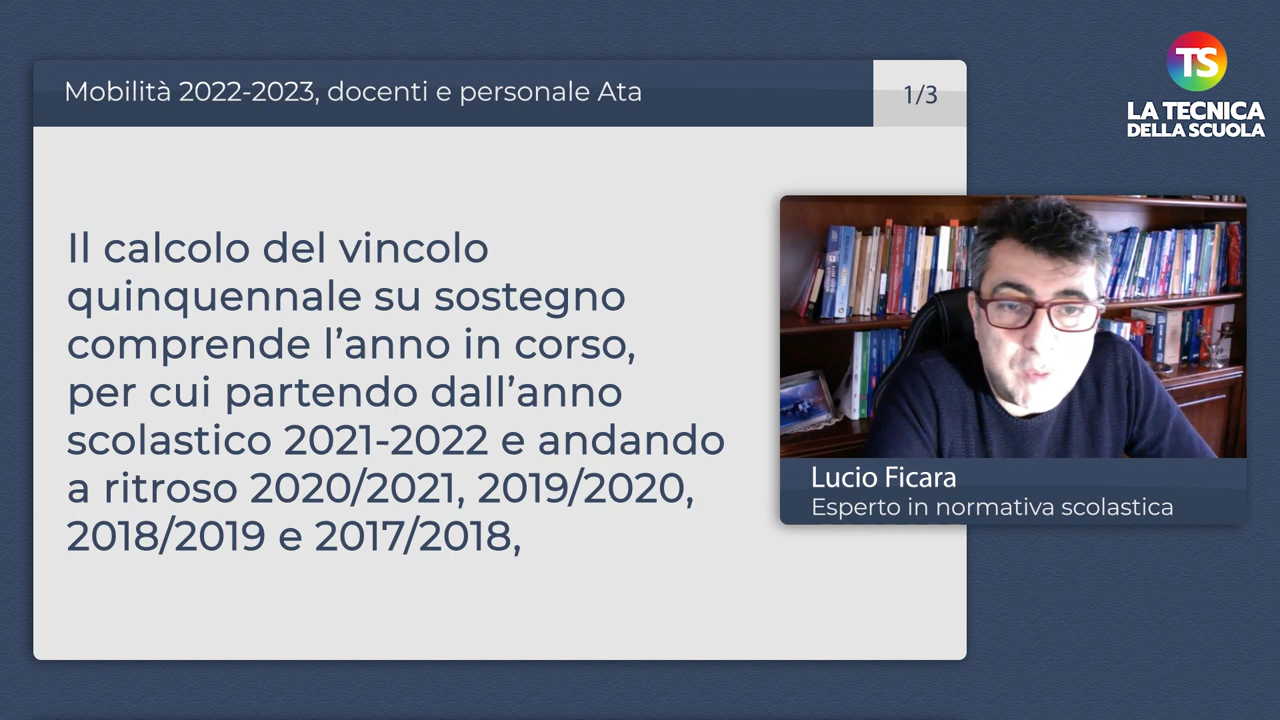 Mobilità 2022-2023, docenti e personale Ata
1/3
TS
LA TECNICA
DELLA SCUOLA
Il calcolo del vincolo
quinquennale su sostegno
comprende l’anno in corso,
per cui partendo dall’anno
scolastico 2021-2022 e andando
a ritroso 2020/2021, 2019/2020,
2018/2019 e 2017/2018,
Lucio Ficara
Esperto in normativa scolastica